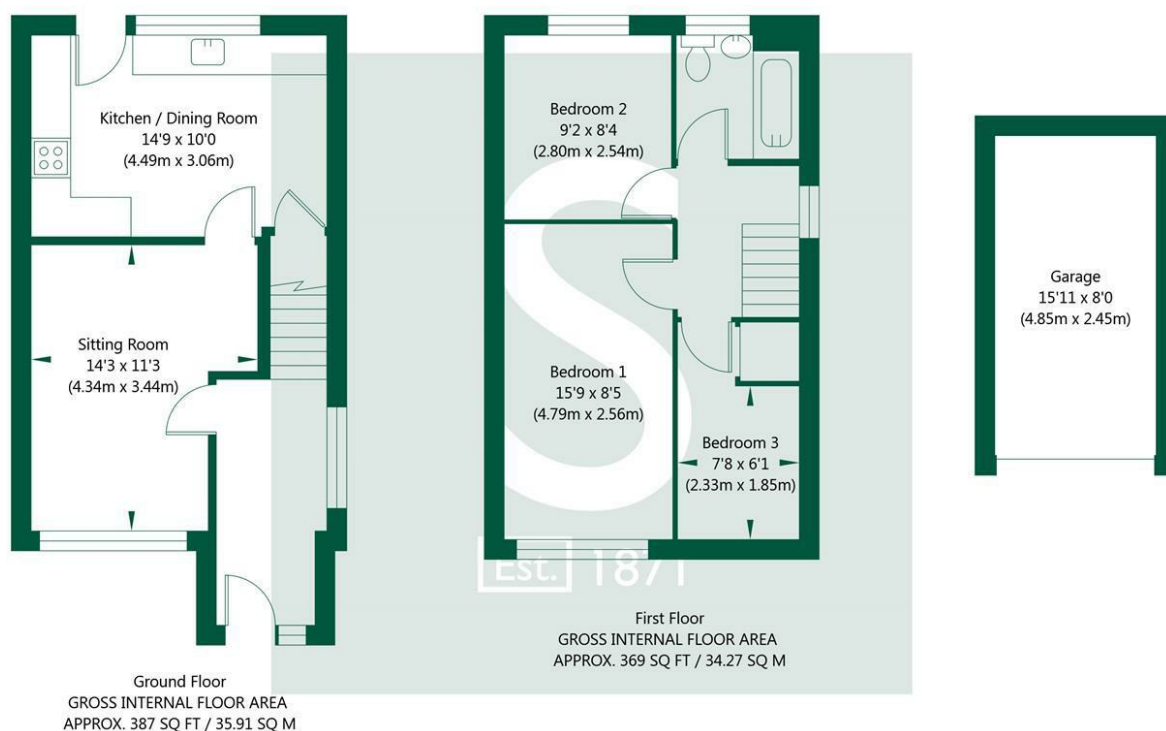 Kitchen / Dining Room
14'9 x 10'0
(4.49m x 3.06m)
Sitting Room
14'3 x 11'3
(4.34m x 3.44m)
Ground Floor
GROSS INTERNAL FLOOR AREA
APPROX. 387 SQ FT / 35.91 SQ M
Bedroom 2
9'2 x 8'4
(2.80m x 2.54m)
Bedroom 1
15'9 x 8'5
(4.79m x 2.56m)
Bedroom 3
7'8 x 6'1
(2.33m x 1.85m)
S
Est. 1871
First Floor
GROSS INTERNAL FLOOR AREA
APPROX. 369 SQ FT / 34.27 SQ M
Garage
15'11 x 8'0
(4.85m x 2.45m)